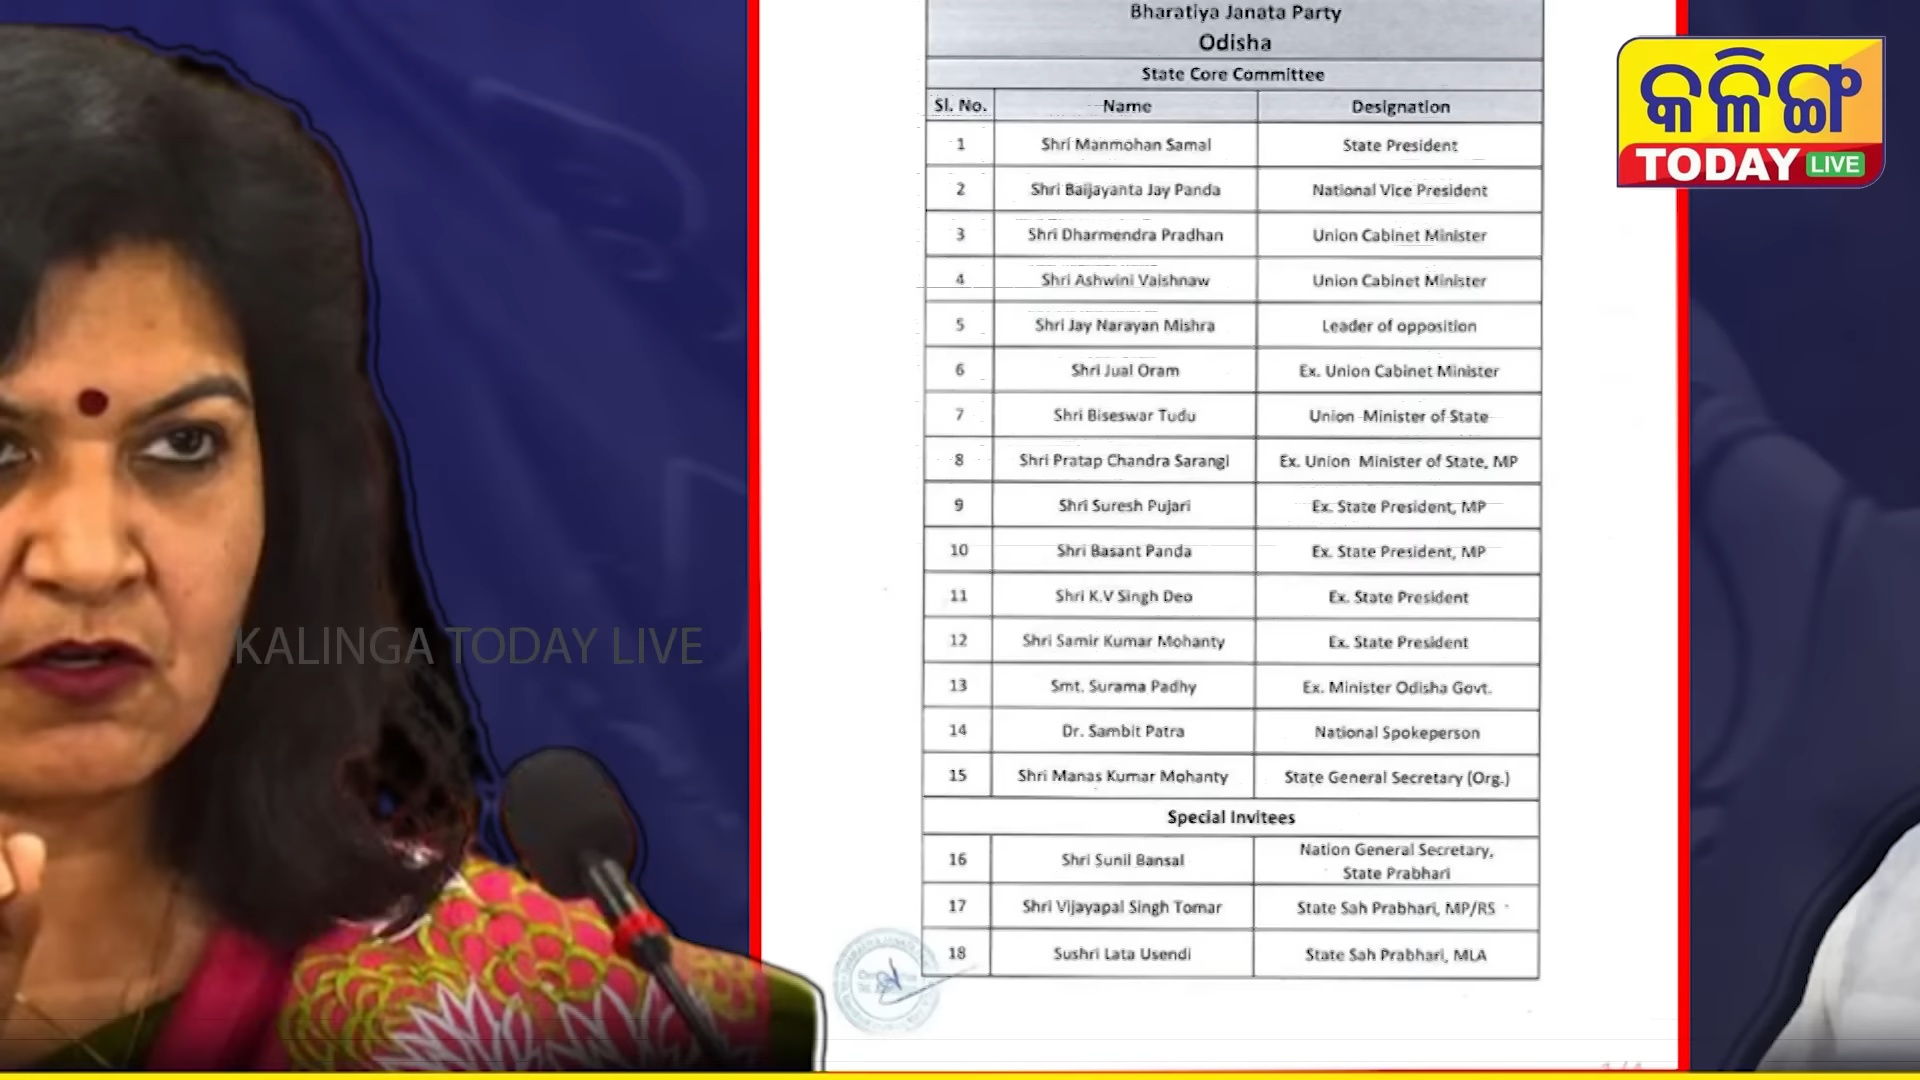 Bharatiya Janata Party
Odisha
State Core Committee
Sl. No. Name Designation
1 Shri Manmohan Samal State President
2 Shri Baijayanta Jay Panda National Vice President
3 Shri Dharmendra Pradhan Union Cabinet Minister
4 Shri Ashwini Vaishnaw Union Cabinet Minister
5 Shri Jay Narayan Mishra Leader of opposition
6 Shri Jual Oram Ex. Union Cabinet Minister
7 Shri Biseswar Tudu Union Minister of State
8 Shri Pratap Chandra Sarangi Ex. Union Minister of State, MP
9 Shri Suresh Pujari Ex. State President, MP
10 Shri Basant Panda Ex. State President, MP
11 Shri K.V Singh Deo Ex. State President
12 Shri Samir Kumar Mohanty Ex. State President
13 Smt. Surama Padhy Ex. Minister Odisha Govt.
14 Dr. Sambit Patra National Spokeperson
15 Shri Manas Kumar Mohanty State General Secretary (Org.)
Special Invitees
16 Shri Sunil Bansal Nation General Secretary,
State Prabhari
17 Shri Vijayapal Singh Tomar State Sah Prabhari, MP/RS
18 Sushri Lata Usendi State Sah Prabhari, MLA
କଳିଙ୍ଗ
TODAY LIVE
KALINGA TODAY LIVE